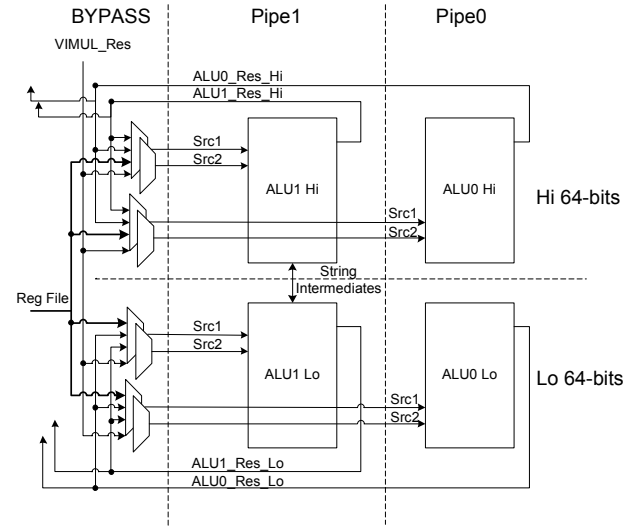 BYPASS
Pipe1
Pipe0
VIMUL_Res
ALU0_Res_Hi
ALU1_Res_Hi
Src1
Src2
ALU1 Hi
ALU0 Hi
Hi 64-bits
Src1
Src2
String
Intermediates
Reg File
Src1
Src2
ALU1 Lo
ALU0 Lo
Lo 64-bits
Src1
Src2
ALU1_Res_Lo
ALU0_Res_Lo